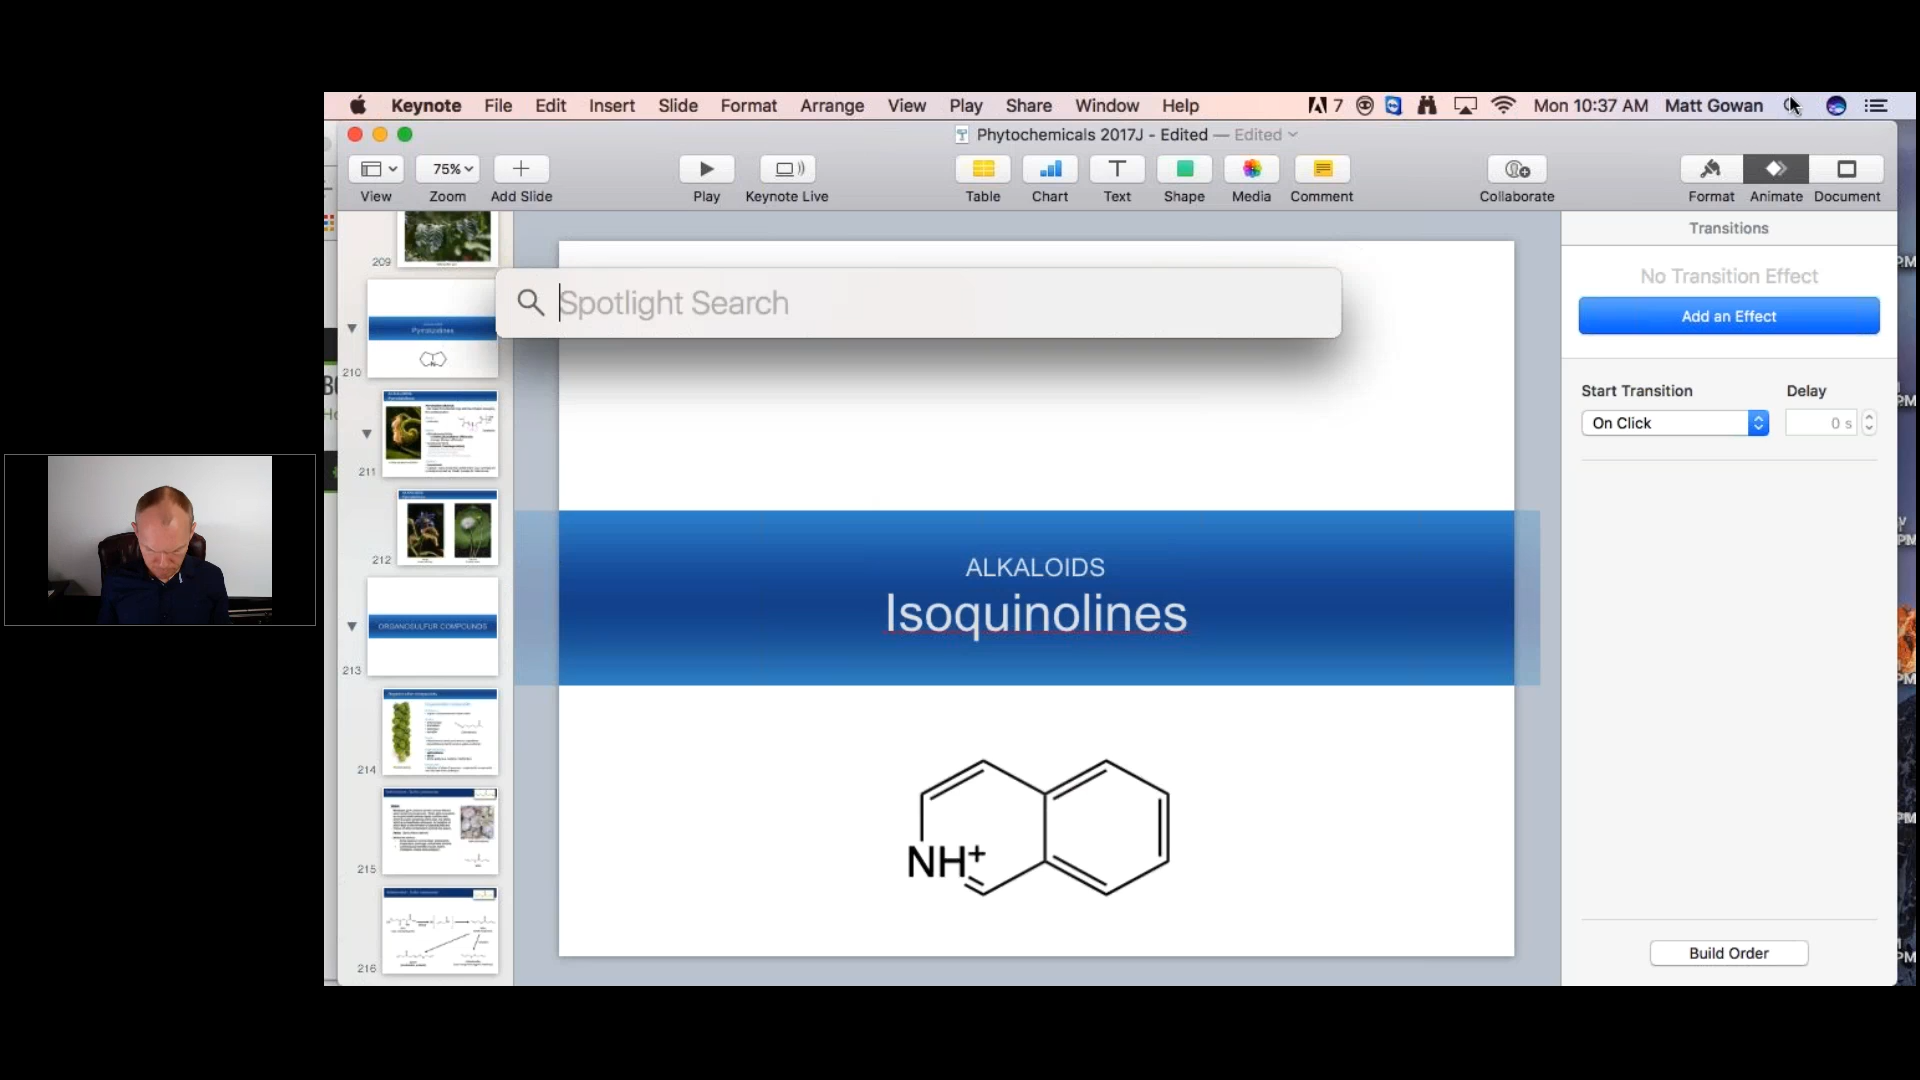 Keynote File Edit Insert Slide Format Arrange View Play Share Window Help 7 Mon 10:37 AM Matt Gowan
Phytochemicals 2017J - Edited — Edited
75%
View Zoom Add Slide Play Keynote Live Table Chart Text Shape Media Comment Collaborate Format Animate Document
Transitions
No Transition Effect
Add an Effect
Start Transition Delay
On Click 0 s
Build Order
Spotlight Search
ALKALOIDS
Isoquinolines
NH+
209
Pyrrolizidines
210
211
212
ORGANOSULFUR COMPOUNDS
213
214
215
216